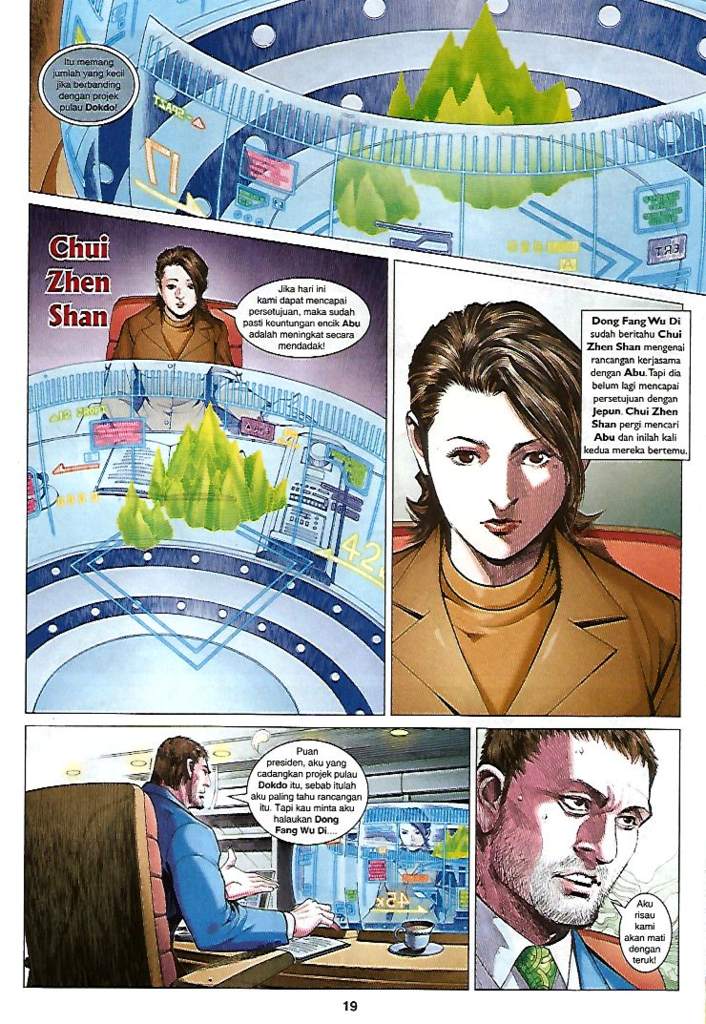 Itu memang
jumlah yang kecil
jika berbanding
dengan projek
pulau Dokdo!
Chui
Zhen
Shan
Jika hari ini
kami dapat mencapai
persetujuan, maka sudah
pasti keuntungan encik Abu
adalah meningkat secara
mendadak!
Dong Fang Wu Di
sudah beritahu Chui
Zhen Shan mengenai
rancangan kerjasama
dengan Abu. Tapi dia
belum lagi mencapai
persetujuan dengan
Jepun. Chui Zhen
Shan pergi mencari
Abu dan inilah kali
kedua mereka bertemu.
Puan
presiden, aku yang
cadangkan projek pulau
Dokdo itu, sebab itulah
aku paling tahu rancangan
itu. Tapi kau minta aku
halaukan Dong
Fang Wu Di....
45x
Aku
risau
kami
akan mati
dengan
teruk!
19